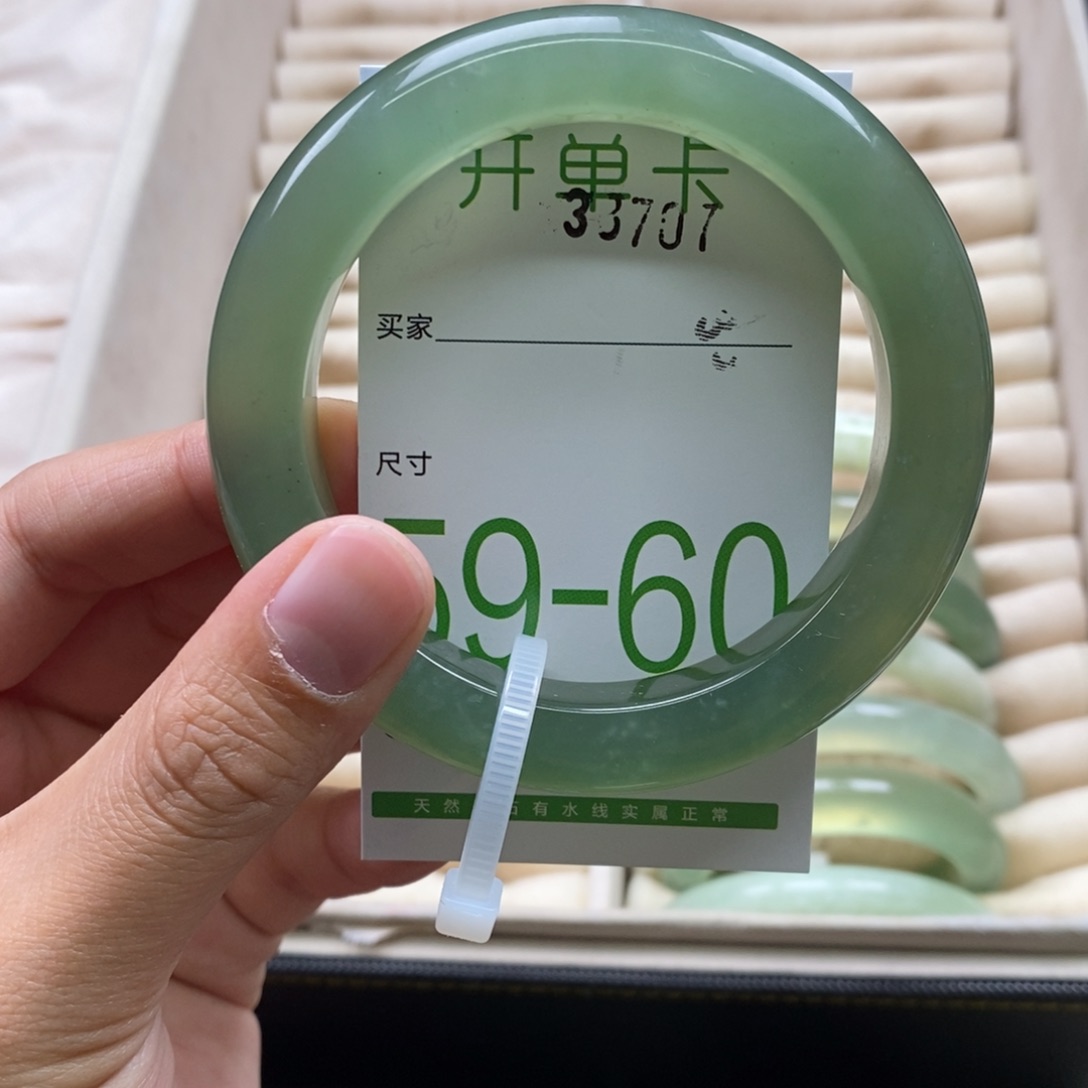 开单卡
33707
买家
尺寸
59-60
天然 石有水线实属正常